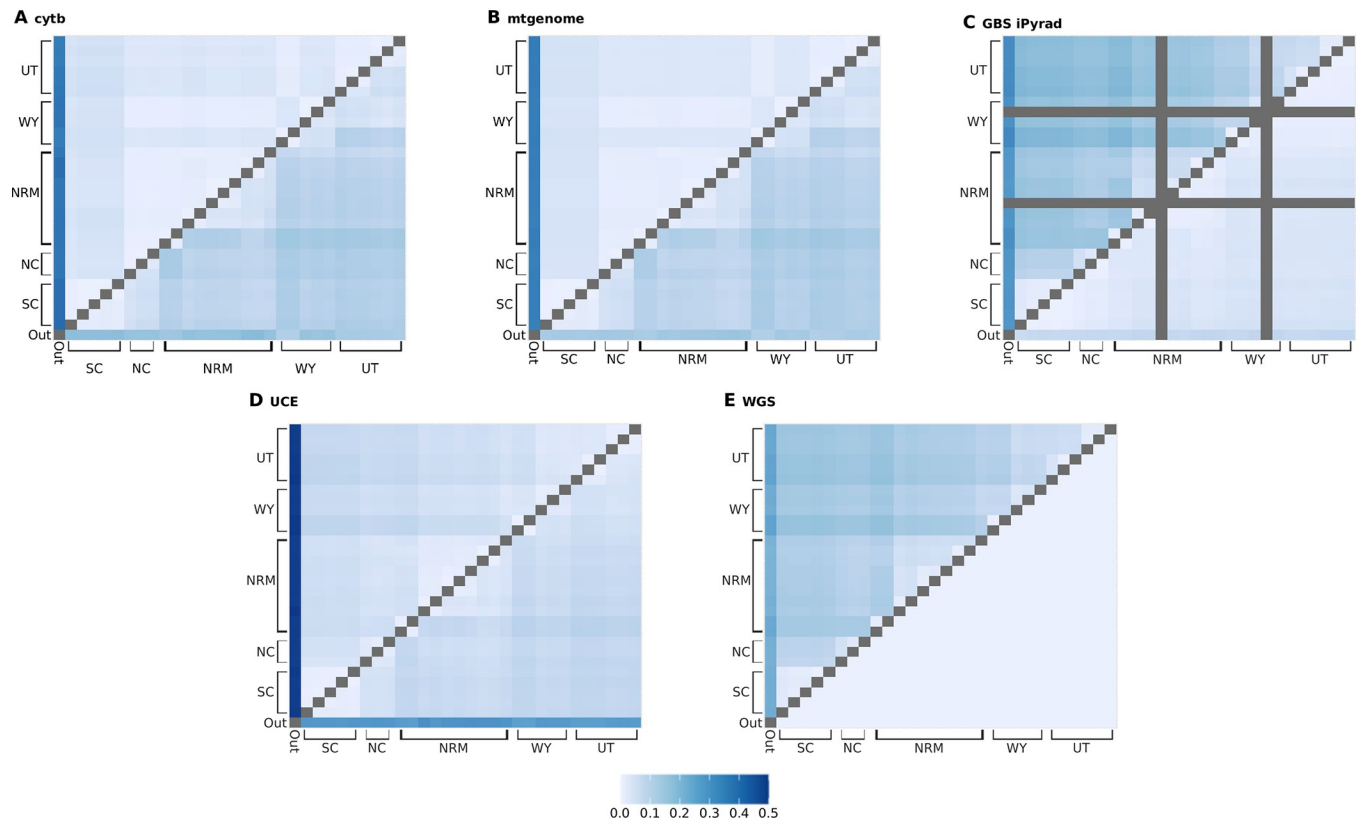 A cytb
UT
WY
NRM
NC
SC
Out
Out
SC
NC
NRM
WY
UT
B mtgenome
UT
WY
NRM
NC
SC
Out
Out
SC
NC
NRM
WY
UT
C GBS iPyrad
UT
WY
NRM
NC
SC
Out
Out
SC
NC
NRM
WY
UT
D UCE
UT
WY
NRM
NC
SC
Out
Out
SC
NC
NRM
WY
UT
E WGS
UT
WY
NRM
NC
SC
Out
Out
SC
NC
NRM
WY
UT
0.0 0.1 0.2 0.3 0.4 0.5